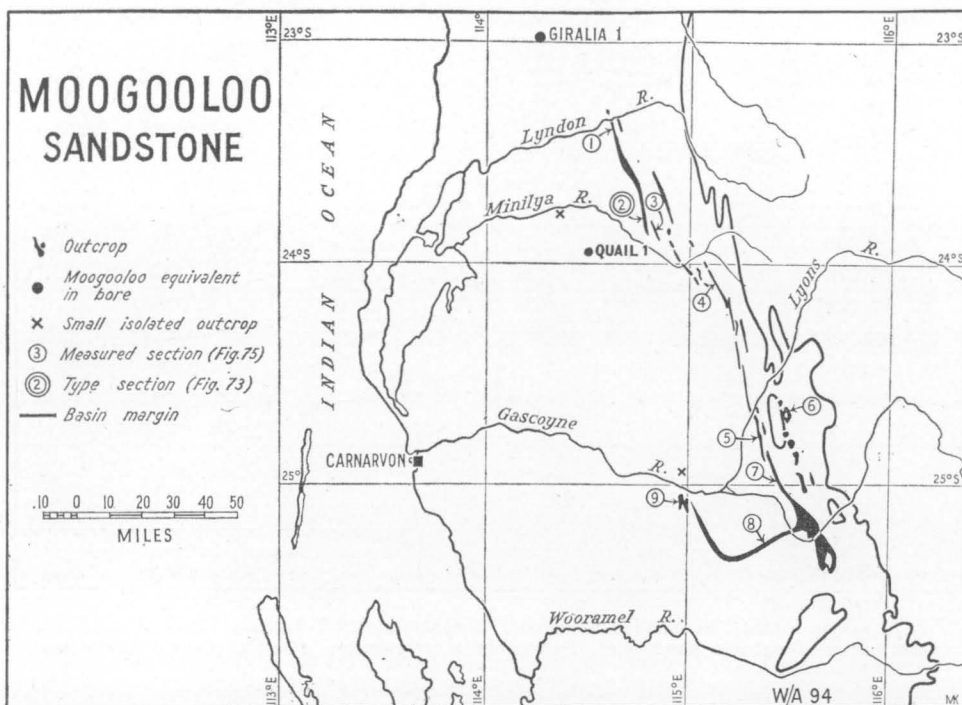 MOOGOOLOO
SANDSTONE
Outcrop
Moogooloo equivalent
in bore
Small isolated outcrop
③ Measured section (Fig.75)
② Type section (Fig. 73)
Basin margin
10 0 10 20 30 40 50
MILES
113°E
114°
116°E
23°S
23°S
GIRALIA 1
Lyndon R.
Minilya R.
QUAIL 1
24°S
24°S
Lyons R.
INDIAN OCEAN
Gascoyne R.
CARNARVON
25°
25°S
Wooramel R.
1
2
3
4
5
6
7
8
9
113°E
114°E
115°E
116°E
W/A 94
MK